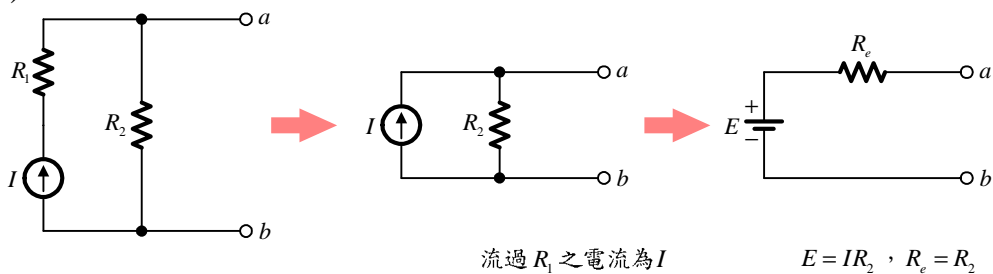 )
a
R₁
R₂
I
b
a
I
R₂
b
Rₑ
a
+
E
−
b
流過 R₁ 之電流為 I
E = IR₂ , Rₑ = R₂